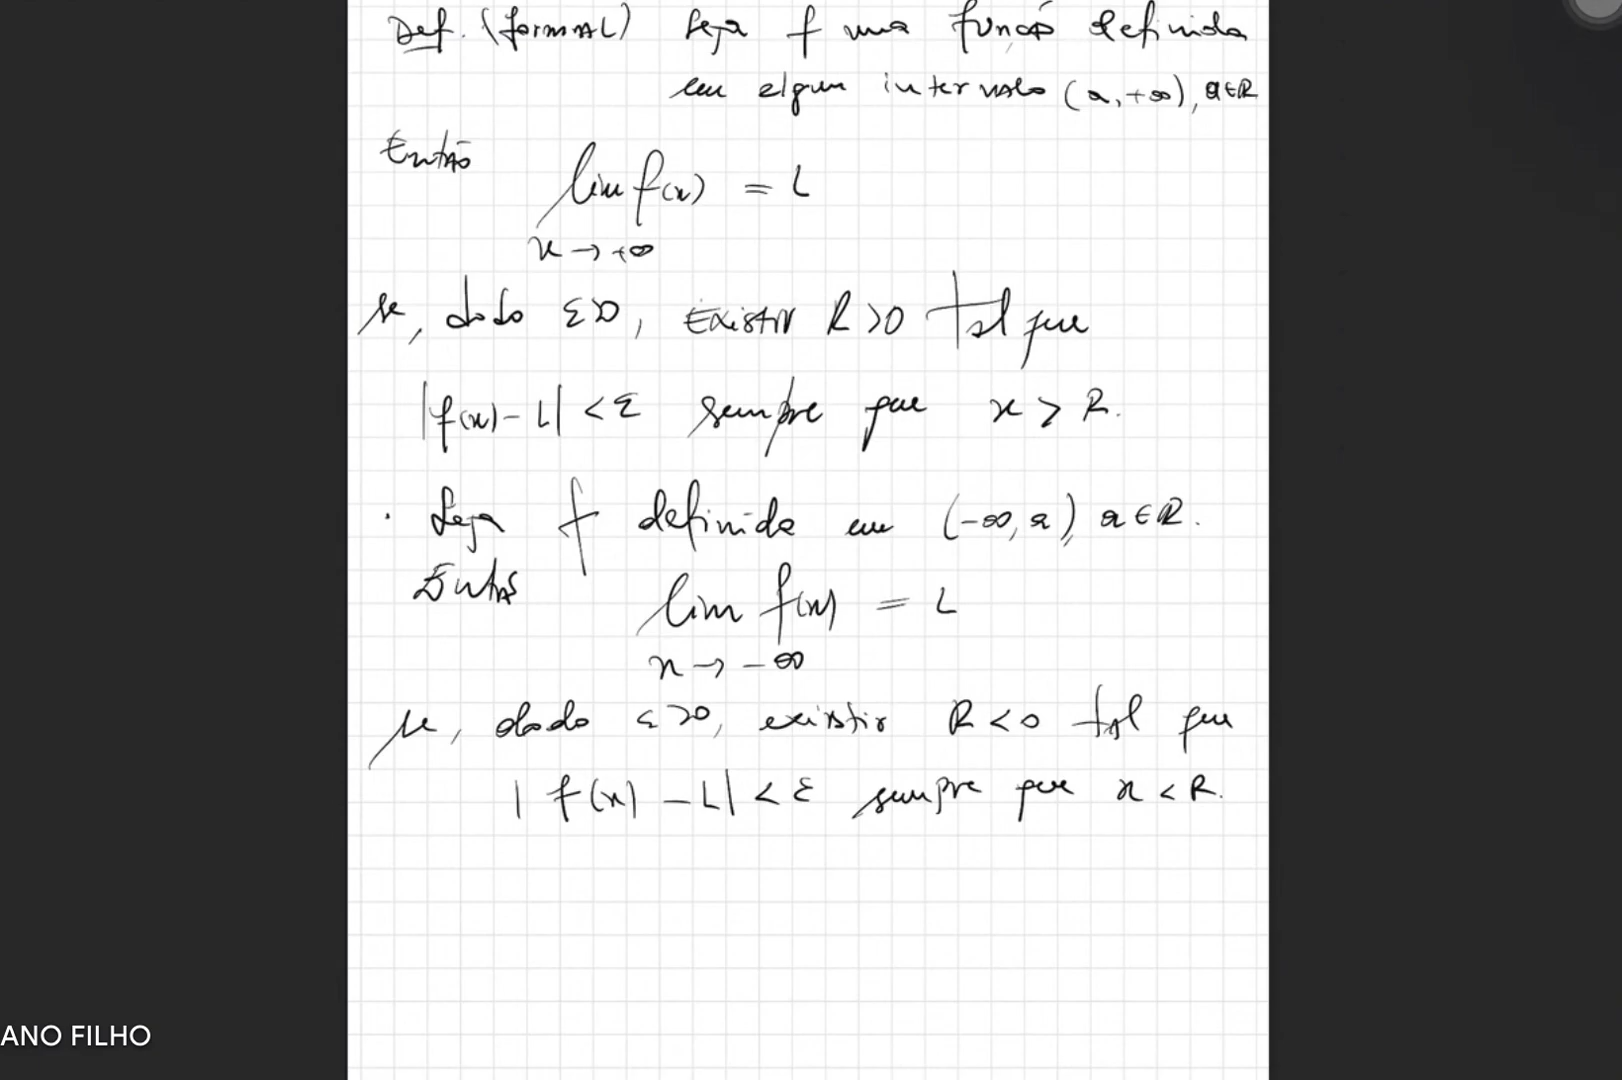 Def. (formAL) Seja f uma função definida
em algum intervalo (a, +∞), a ∈ R
Então
lim f(x) = L
x → +∞
se, dado ε>0, Existir R>0 tal que
|f(x) - L| < ε sempre que x > R.
· Seja f definida em (-∞, a), a ∈ R.
Então
lim f(x) = L
x → -∞
se, dado ε>0, existir R<0 tal que
|f(x) - L| < ε sempre que x < R.
ANO FILHO